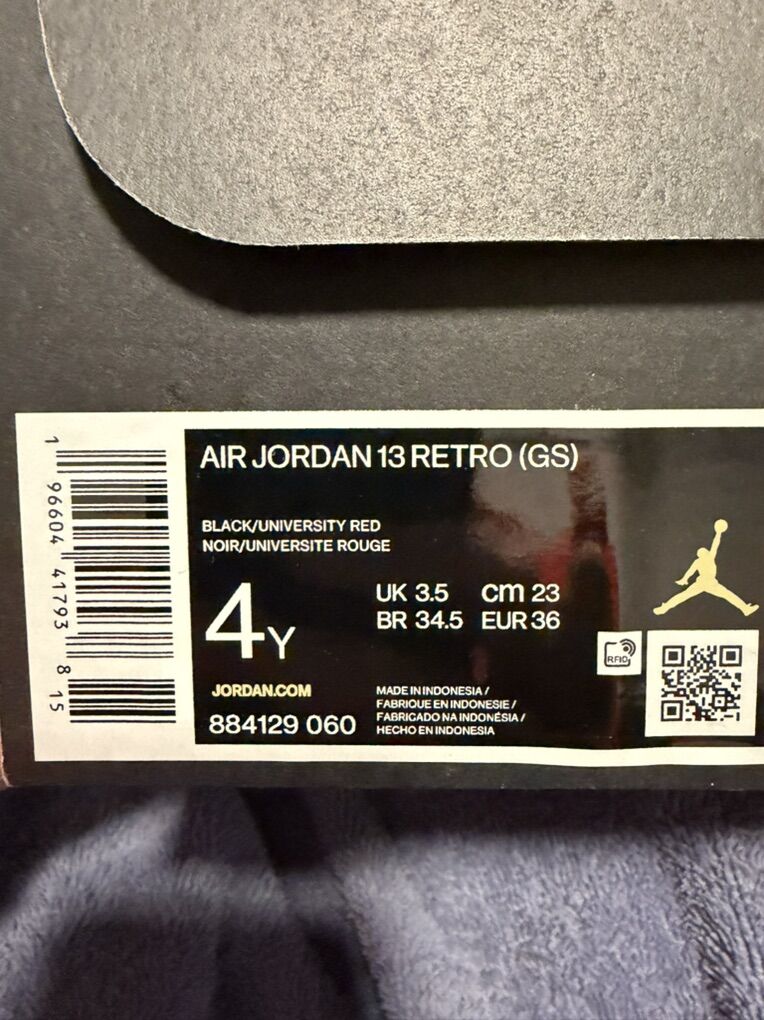 1 96604 41793 8 15
AIR JORDAN 13 RETRO (GS)
BLACK/UNIVERSITY RED
NOIR/UNIVERSITE ROUGE
4Y
UK 3.5 cm 23
BR 34.5 EUR 36
JORDAN.COM
884129 060
MADE IN INDONESIA /
FABRIQUE EN INDONESIE /
FABRICADO NA INDONÉSIA /
HECHO EN INDONESIA
RFID